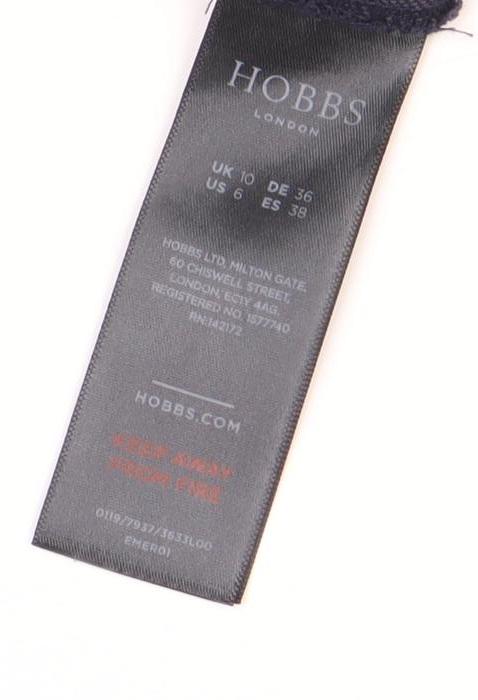 HOBBS
LONDON
UK 10 DE 36
US 6 ES 38
HOBBS LTD, MILTON GATE,
60 CHISWELL STREET,
LONDON, EC1Y 4AG.
REGISTERED NO. 1577740
RN:142172
HOBBS.COM
KEEP AWAY
FROM FIRE
0119/7937/3633L00
EMER01